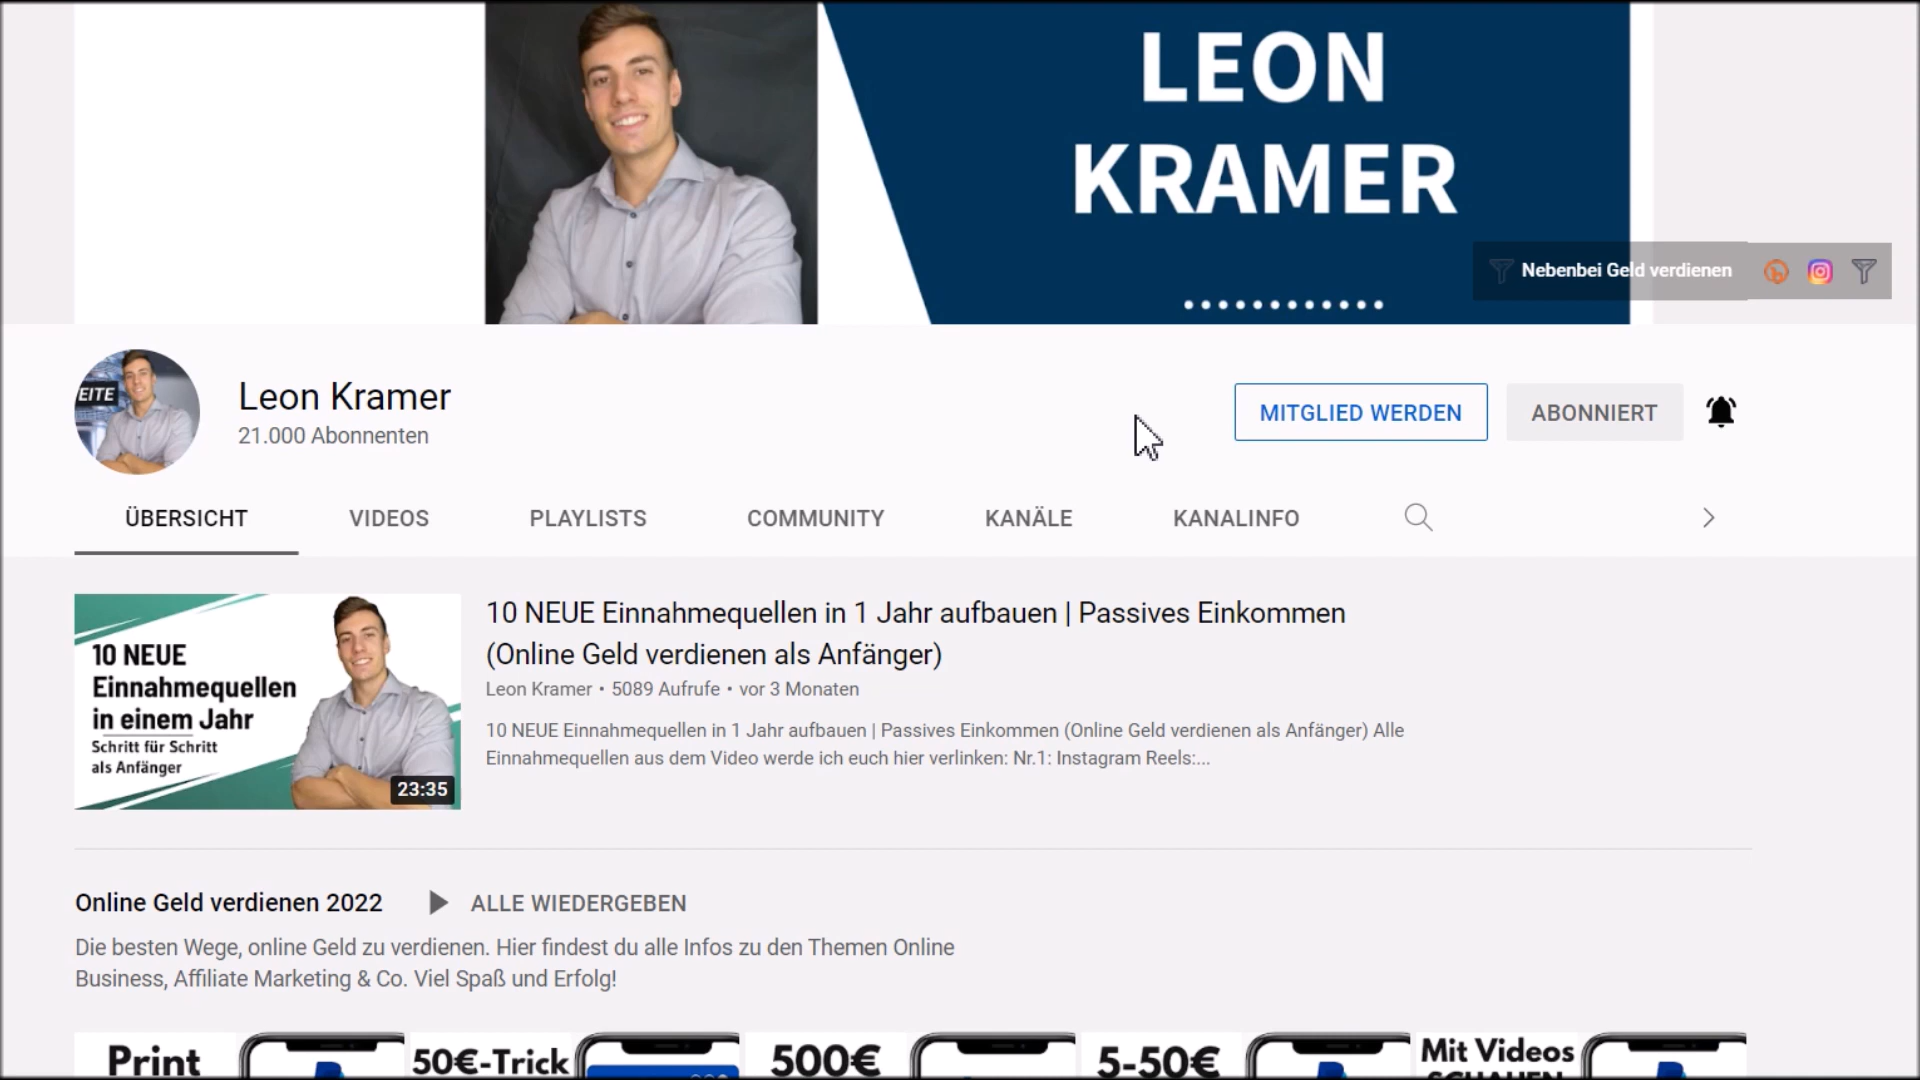 LEON
KRAMER
Nebenbei Geld verdienen
EITE
Leon Kramer
21.000 Abonnenten
MITGLIED WERDEN
ABONNIERT
ÜBERSICHT
VIDEOS
PLAYLISTS
COMMUNITY
KANÄLE
KANALINFO
10 NEUE
Einnahmequellen
in einem Jahr
Schritt für Schritt
als Anfänger
23:35
10 NEUE Einnahmequellen in 1 Jahr aufbauen | Passives Einkommen
(Online Geld verdienen als Anfänger)
Leon Kramer • 5089 Aufrufe • vor 3 Monaten
10 NEUE Einnahmequellen in 1 Jahr aufbauen | Passives Einkommen (Online Geld verdienen als Anfänger) Alle
Einnahmequellen aus dem Video werde ich euch hier verlinken: Nr.1: Instagram Reels:...
Online Geld verdienen 2022
ALLE WIEDERGEBEN
Die besten Wege, online Geld zu verdienen. Hier findest du alle Infos zu den Themen Online
Business, Affiliate Marketing & Co. Viel Spaß und Erfolg!
Print
50€-Trick
500€
5-50€
Mit Videos
SCHAUEN